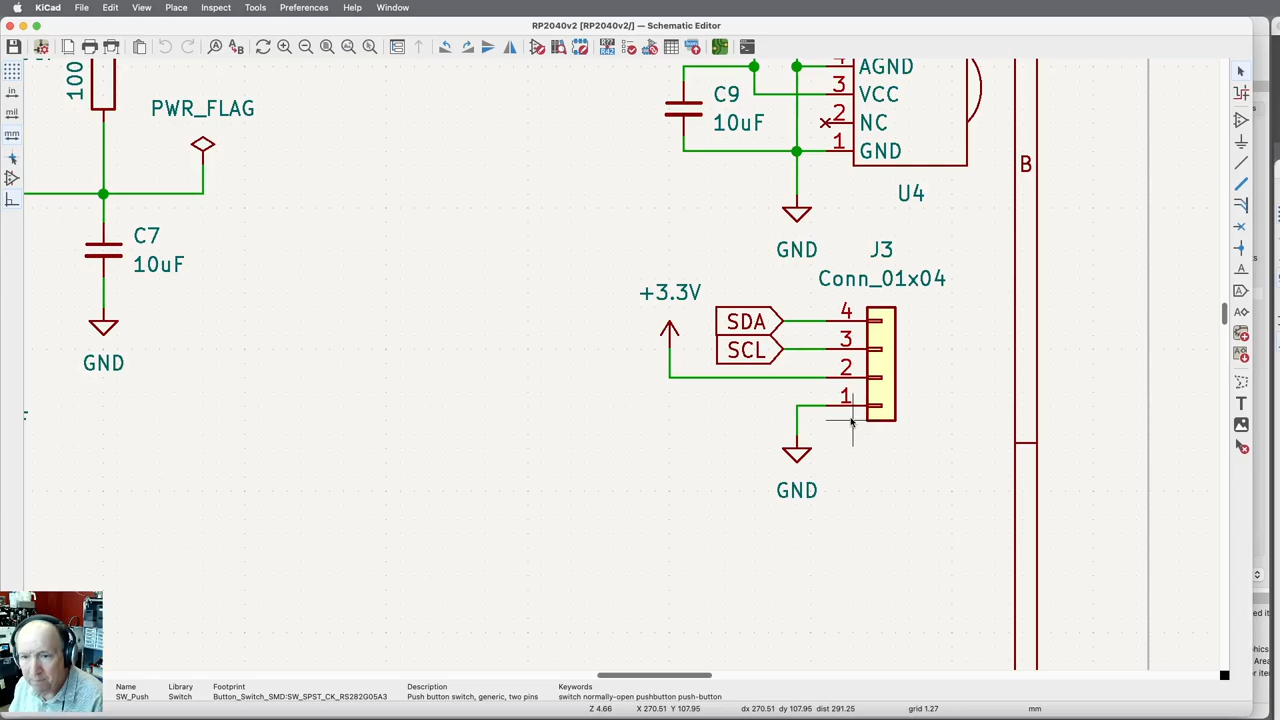 KiCad File Edit View Place Inspect Tools Preferences Window Help
RP2040v2 [RP2040v2/] — Schematic Editor
in
mil
mm
100
PWR_FLAG
C7
10uF
GND
C9
10uF
AGND
3 VCC
2 NC
1 GND
U4
GND
J3
Conn_01x04
+3.3V
SDA 4
SCL 3
2
1
GND
B
Name Library Footprint Description Keywords
SW_Push Switch Button_Switch_SMD:SW_SPST_CK_RS282G05A3 Push button switch, generic, two pins switch normally-open pushbutton push-button
Z 4.66 X 270.51 Y 107.95 dx 270.51 dy 107.95 dist 291.25 grid 1.27 mm